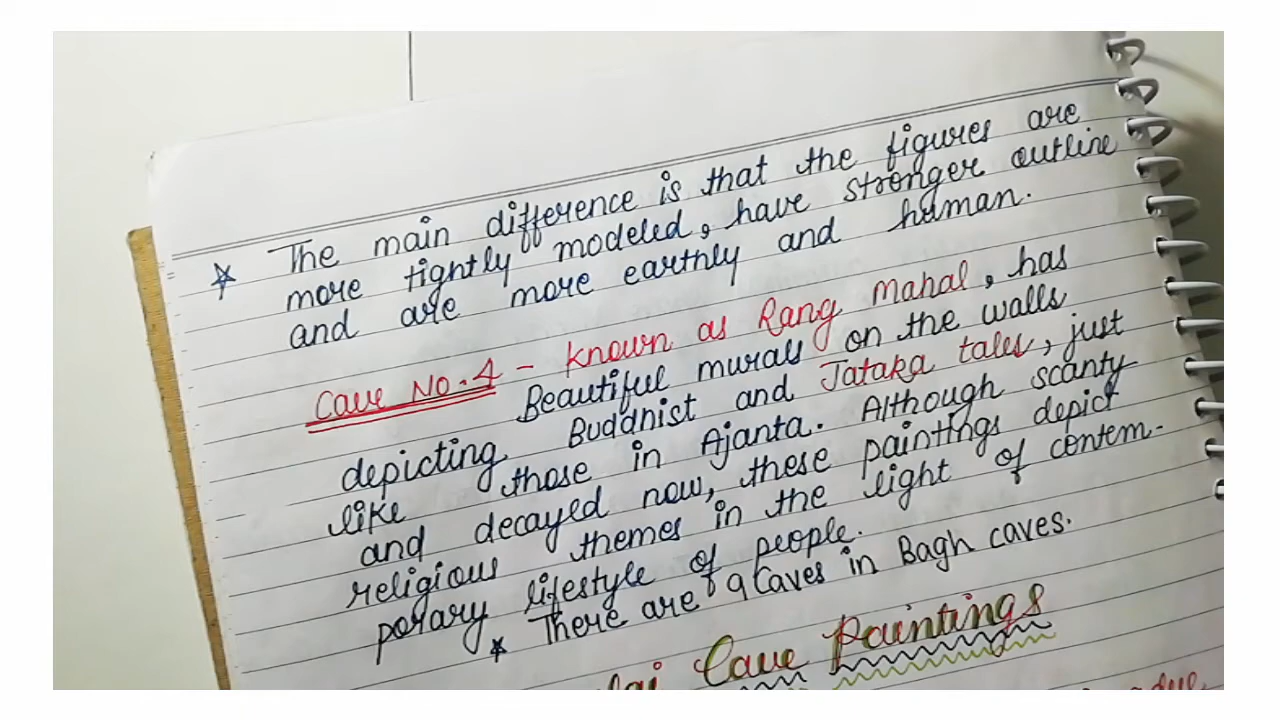 ☆ The main difference is that the figures are
more tightly modeled, have stronger outline
and are more earthly and human.
Cave No. 4 - Known as Rang Mahal, has
Beautiful murals on the walls
depicting Buddhist and Jataka tales, just
like those in Ajanta. Although scanty
and decayed now, these paintings depict
religious themes in the light of contem-
porary lifestyle of people.
* There are 9 Caves in Bagh caves.
Cave Paintings